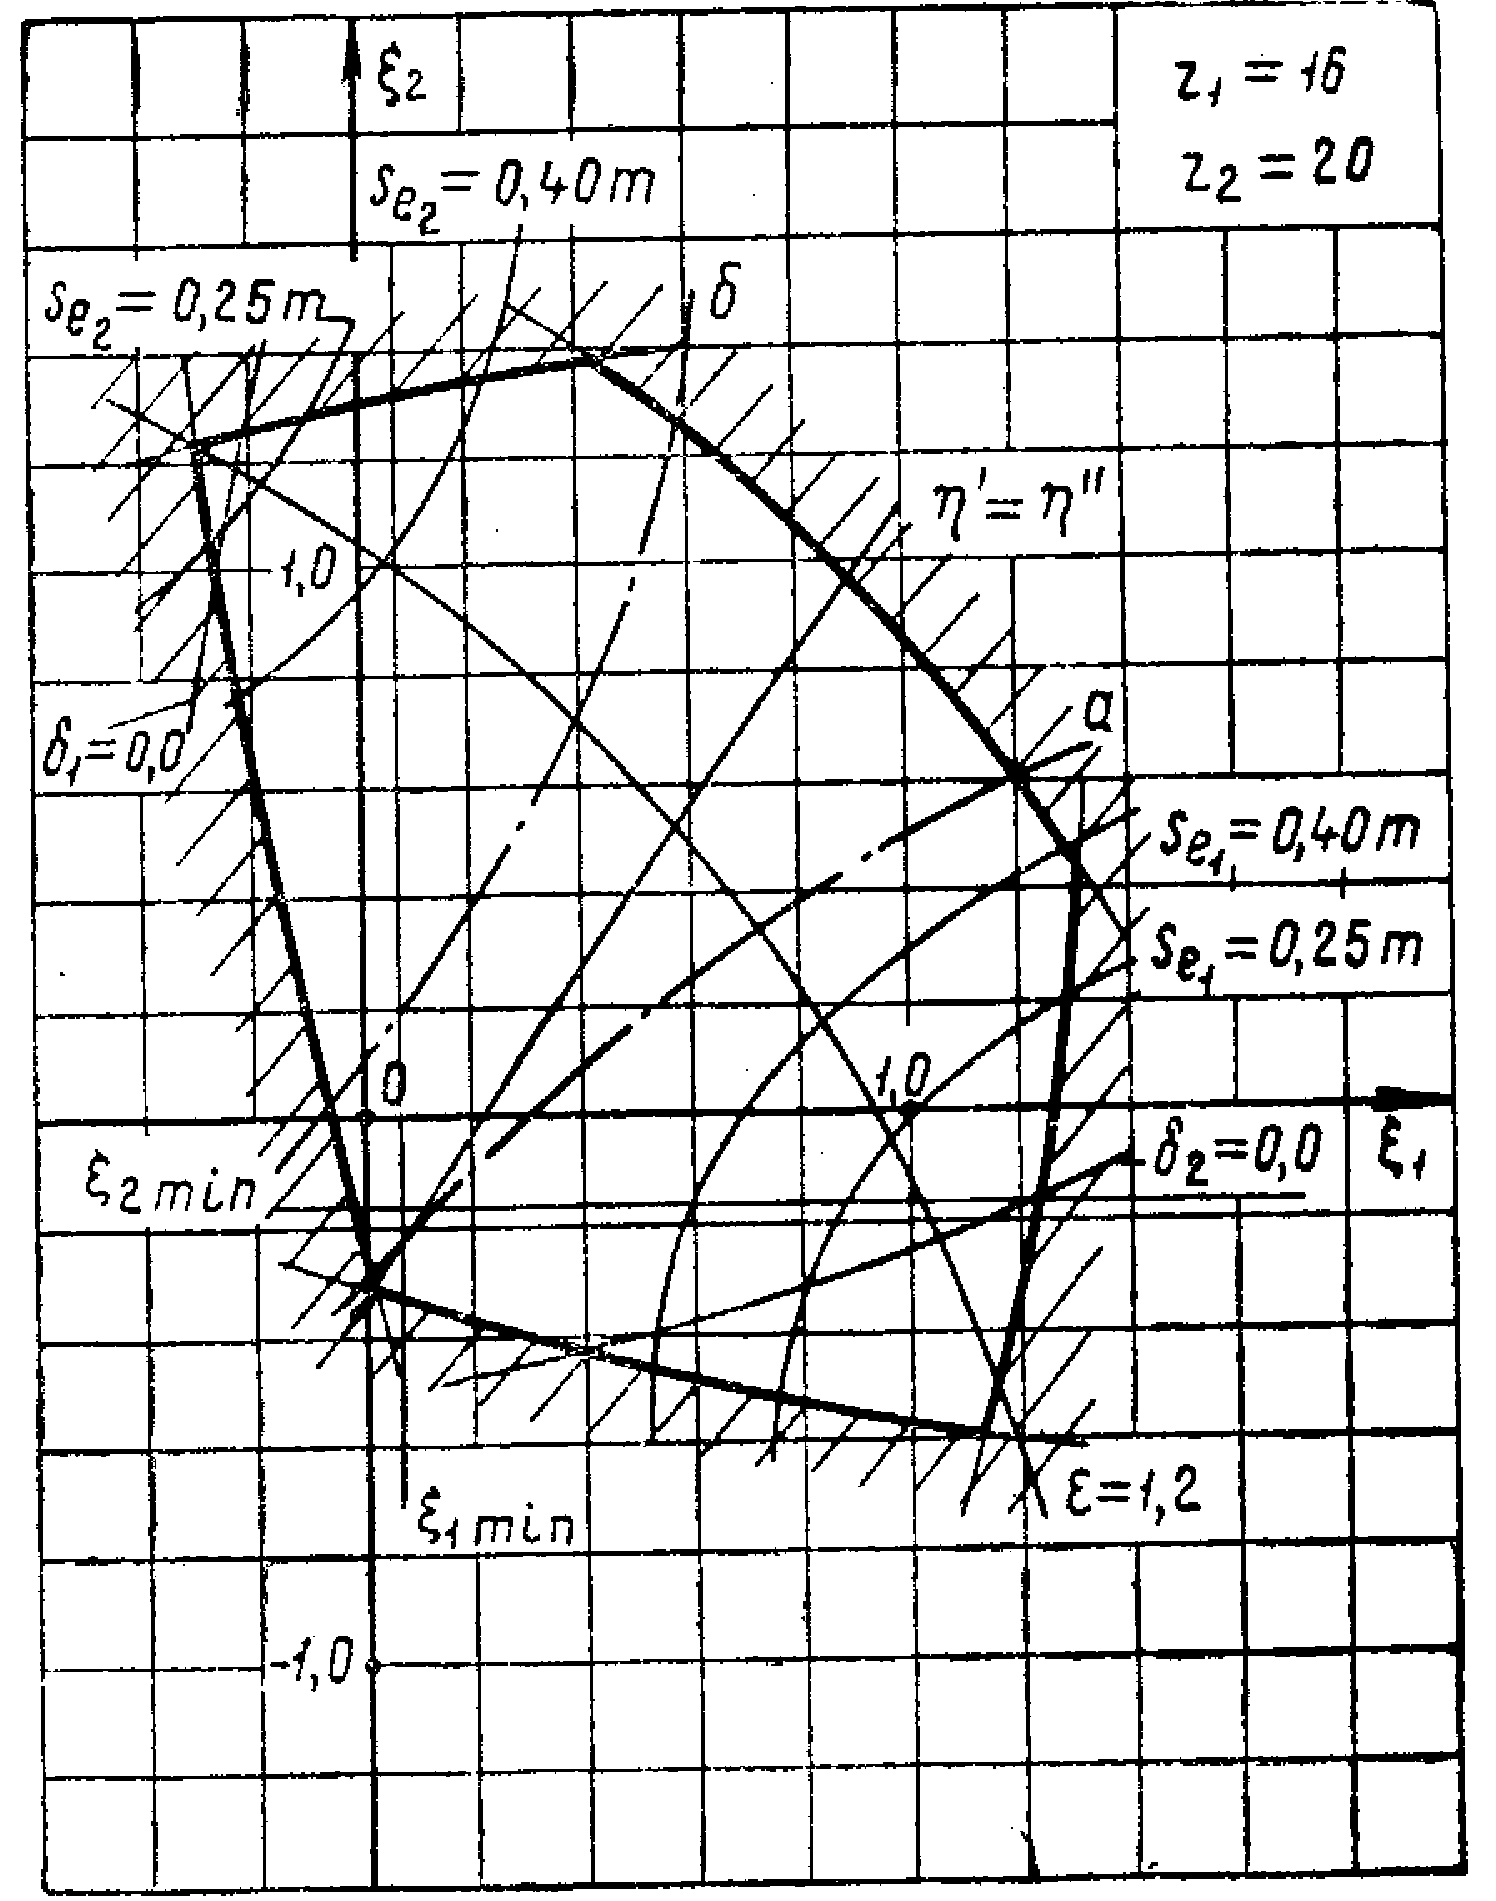 ξ₂
z₁ = 16
z₂ = 20
sₑ₂ = 0,40 m
sₑ₂ = 0,25 m
б
η' = η"
1,0
a
δ₁ = 0,0
sₑ₁ = 0,40 m
sₑ₁ = 0,25 m
0
1,0
ξ₁
δ₂ = 0,0
ξ₂ min
ε = 1,2
ξ₁ min
-1,0